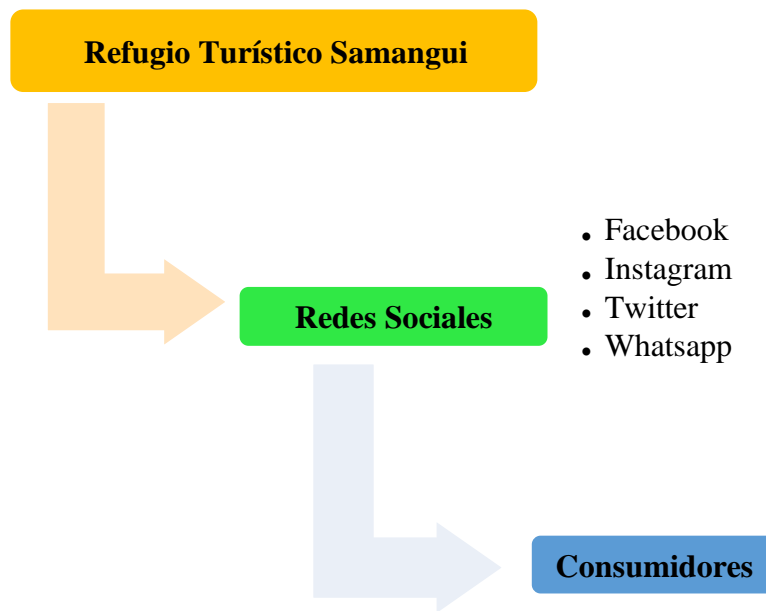 Refugio Turístico Samangui
• Facebook
• Instagram
• Twitter
• Whatsapp
Redes Sociales
Consumidores